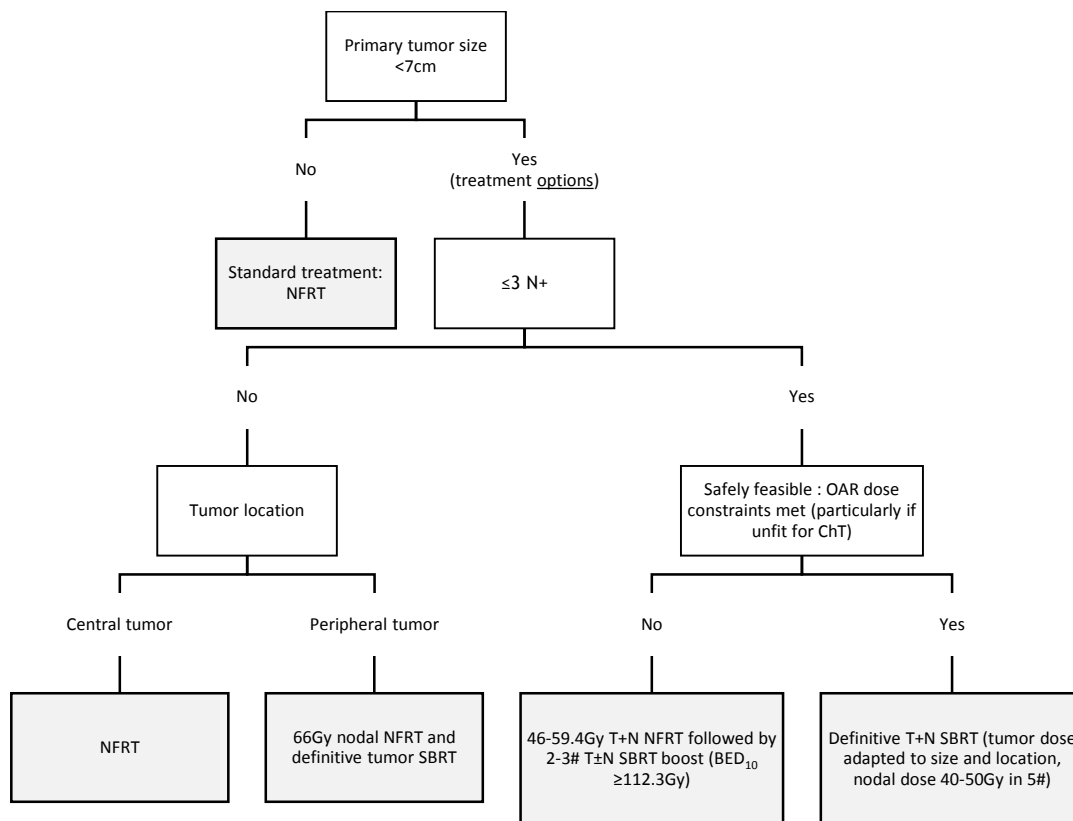 Primary tumor size
<7cm
No
Yes
(treatment options)
Standard treatment:
NFRT
≤3 N+
No
Yes
Tumor location
Safely feasible : OAR dose
constraints met (particularly if
unfit for ChT)
Central tumor
Peripheral tumor
No
Yes
NFRT
66Gy nodal NFRT and
definitive tumor SBRT
46-59.4Gy T+N NFRT followed by
2-3# T±N SBRT boost (BED₁₀
≥112.3Gy)
Definitive T+N SBRT (tumor dose
adapted to size and location,
nodal dose 40-50Gy in 5#)